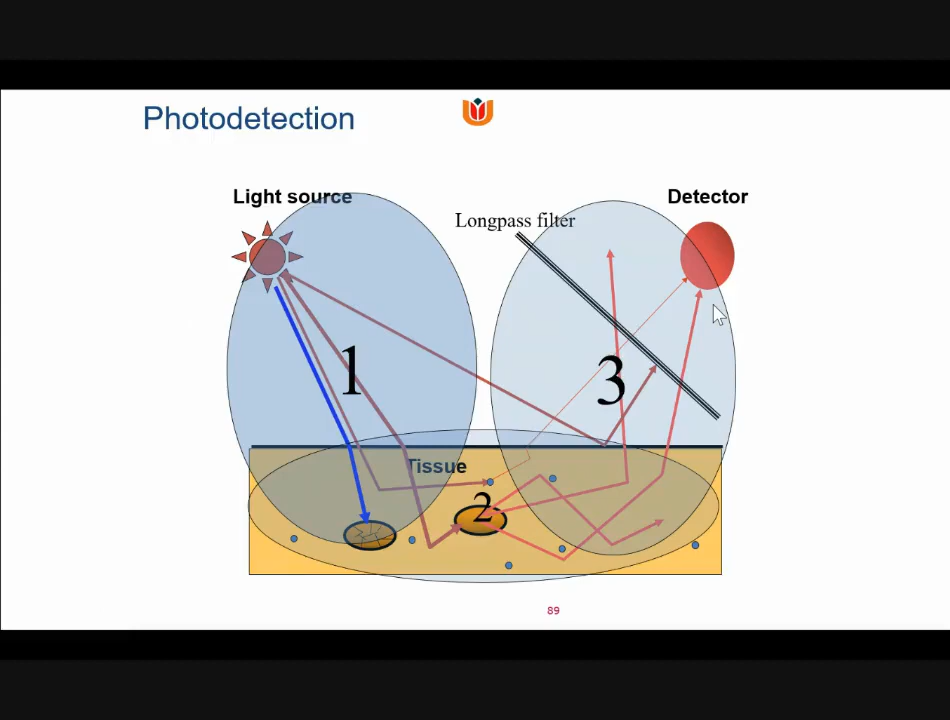 Photodetection
Light source
Detector
Longpass filter
1
3
Tissue
2
89